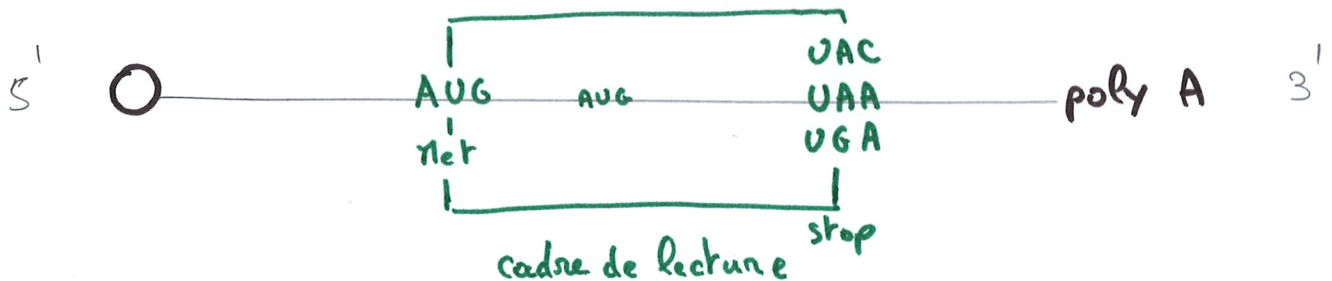 UAC
5' AUG AUG UAA poly A 3'
Met UGA
stop
cadre de lecture